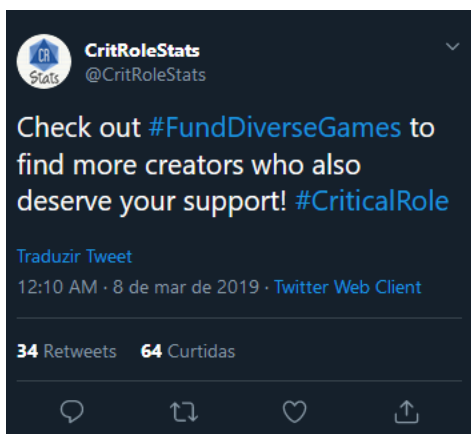 CR
Stats
CritRoleStats
@CritRoleStats
Check out #FundDiverseGames to
find more creators who also
deserve your support! #CriticalRole
Traduzir Tweet
12:10 AM · 8 de mar de 2019 · Twitter Web Client
34 Retweets 64 Curtidas